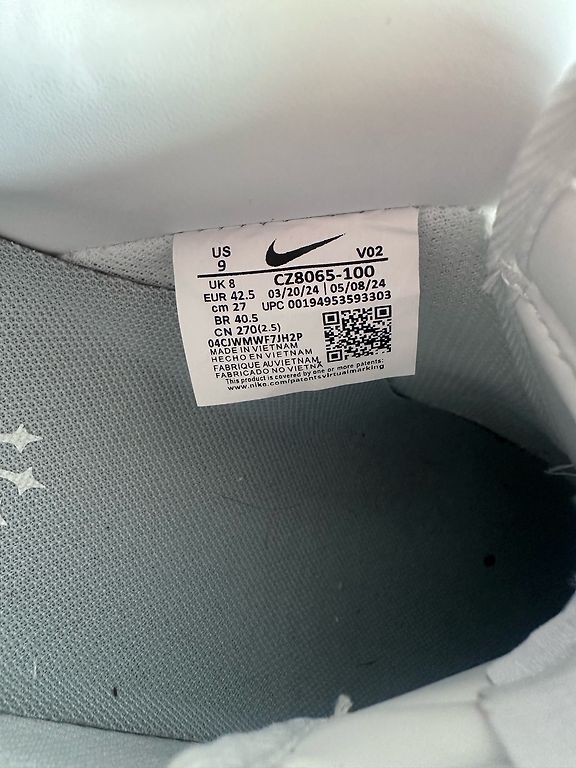 US
9
V02
UK 8
CZ8065-100
EUR 42.5
03/20/24 | 05/08/24
cm 27
UPC 00194953593303
BR 40.5
CN 270(2.5)
04CJWMWF7JH2P
MADE IN VIETNAM
HECHO EN VIETNAM
FABRIQUE AU VIETNAM
FABRICADO NO VIETNA
This product is covered by one or more patents:
www.nike.com/patentsvirtualmarking